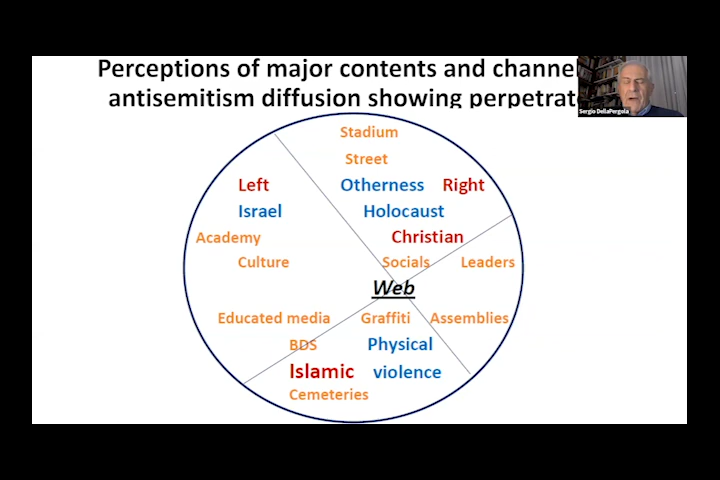 Perceptions of major contents and channel
antisemitism diffusion showing perpetrat
Sergio DellaPergola
Stadium
Street
Left Otherness Right
Israel Holocaust
Academy Christian
Culture Socials Leaders
Web
Educated media Graffiti Assemblies
BDS Physical
Islamic violence
Cemeteries